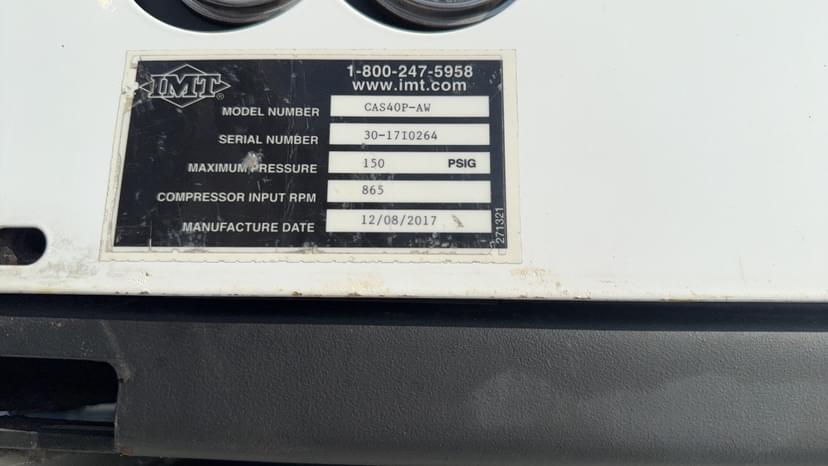 IMT®
1-800-247-5958
www.imt.com
MODEL NUMBER CAS40P-AW
SERIAL NUMBER 30-17I0264
MAXIMUM PRESSURE 150 PSIG
COMPRESSOR INPUT RPM 865
MANUFACTURE DATE 12/08/2017
271321